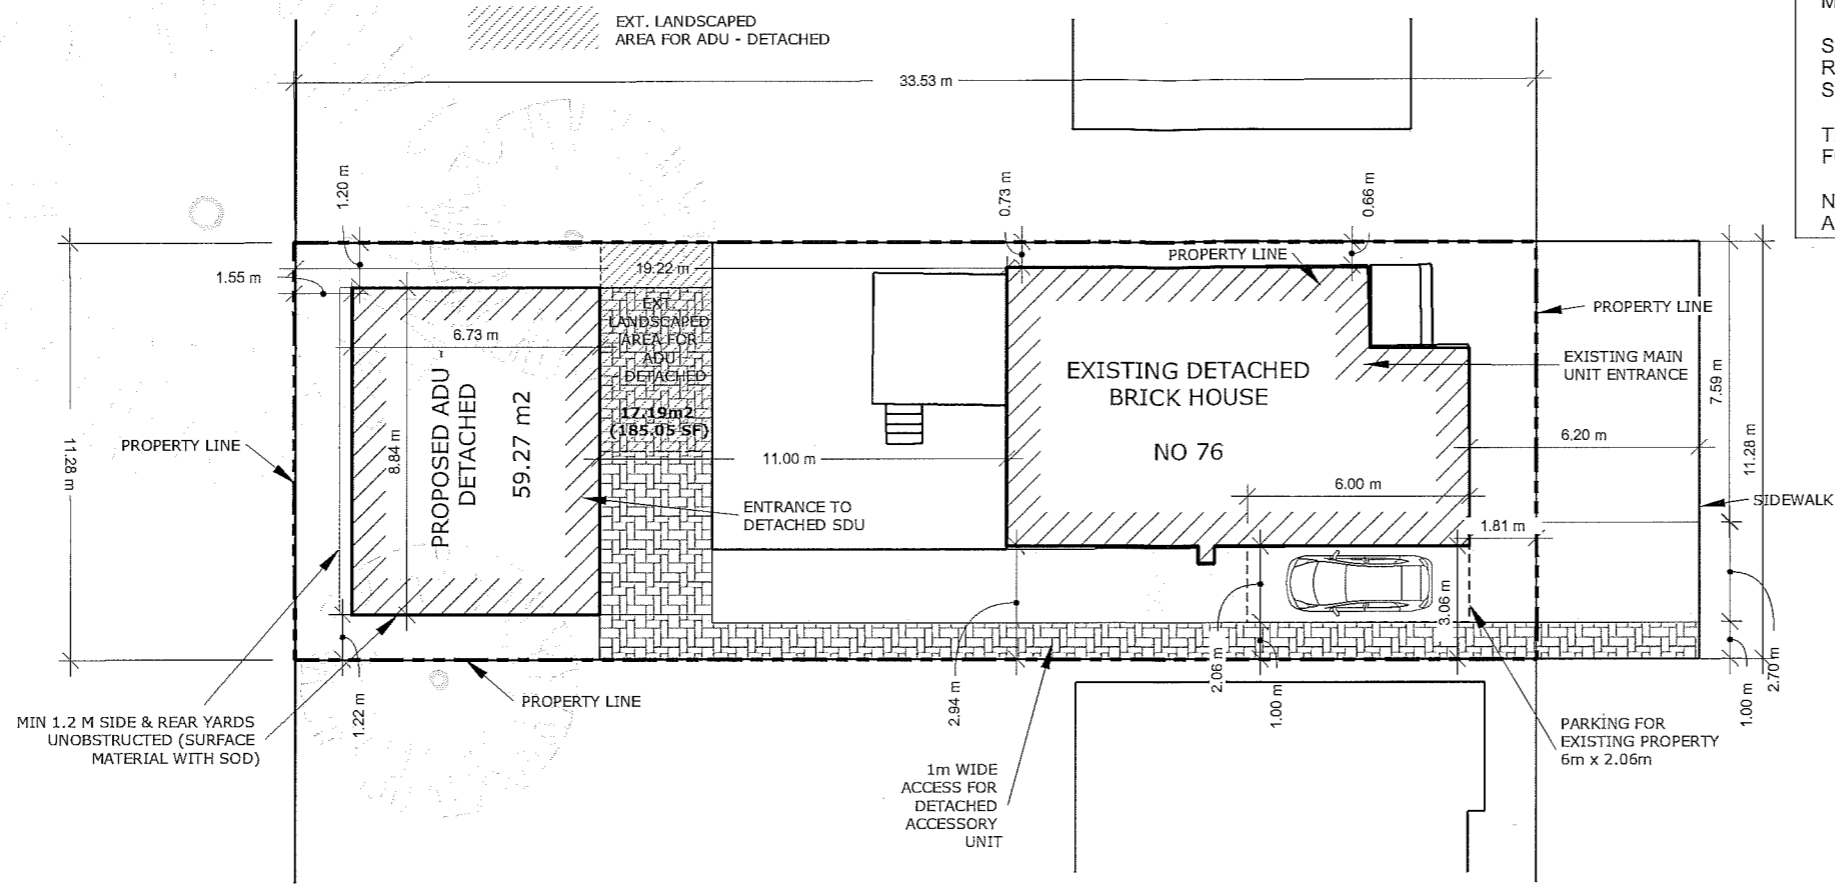 EXT. LANDSCAPED
AREA FOR ADU - DETACHED
M
S
R
S
T
F
N
A
33.53 m
1.20 m
0.73 m
0.66 m
1.55 m
19.22 m
PROPERTY LINE
PROPERTY LINE
EXT.
LANDSCAPED
AREA FOR
ADU -
DETACHED
17.19m2
(185.05 SF)
6.73 m
8.84 m
PROPOSED ADU -
DETACHED
59.27 m2
EXISTING DETACHED
BRICK HOUSE
NO 76
EXISTING MAIN
UNIT ENTRANCE
7.59 m
11.28 m
11.28 m
PROPERTY LINE
11.00 m
6.20 m
6.00 m
ENTRANCE TO
DETACHED SDU
1.81 m
SIDEWALK
3.06 m
2.06 m
1.00 m
2.94 m
1.22 m
PROPERTY LINE
1.00 m
2.70 m
MIN 1.2 M SIDE & REAR YARDS
UNOBSTRUCTED (SURFACE
MATERIAL WITH SOD)
1m WIDE
ACCESS FOR
DETACHED
ACCESSORY
UNIT
PARKING FOR
EXISTING PROPERTY
6m x 2.06m